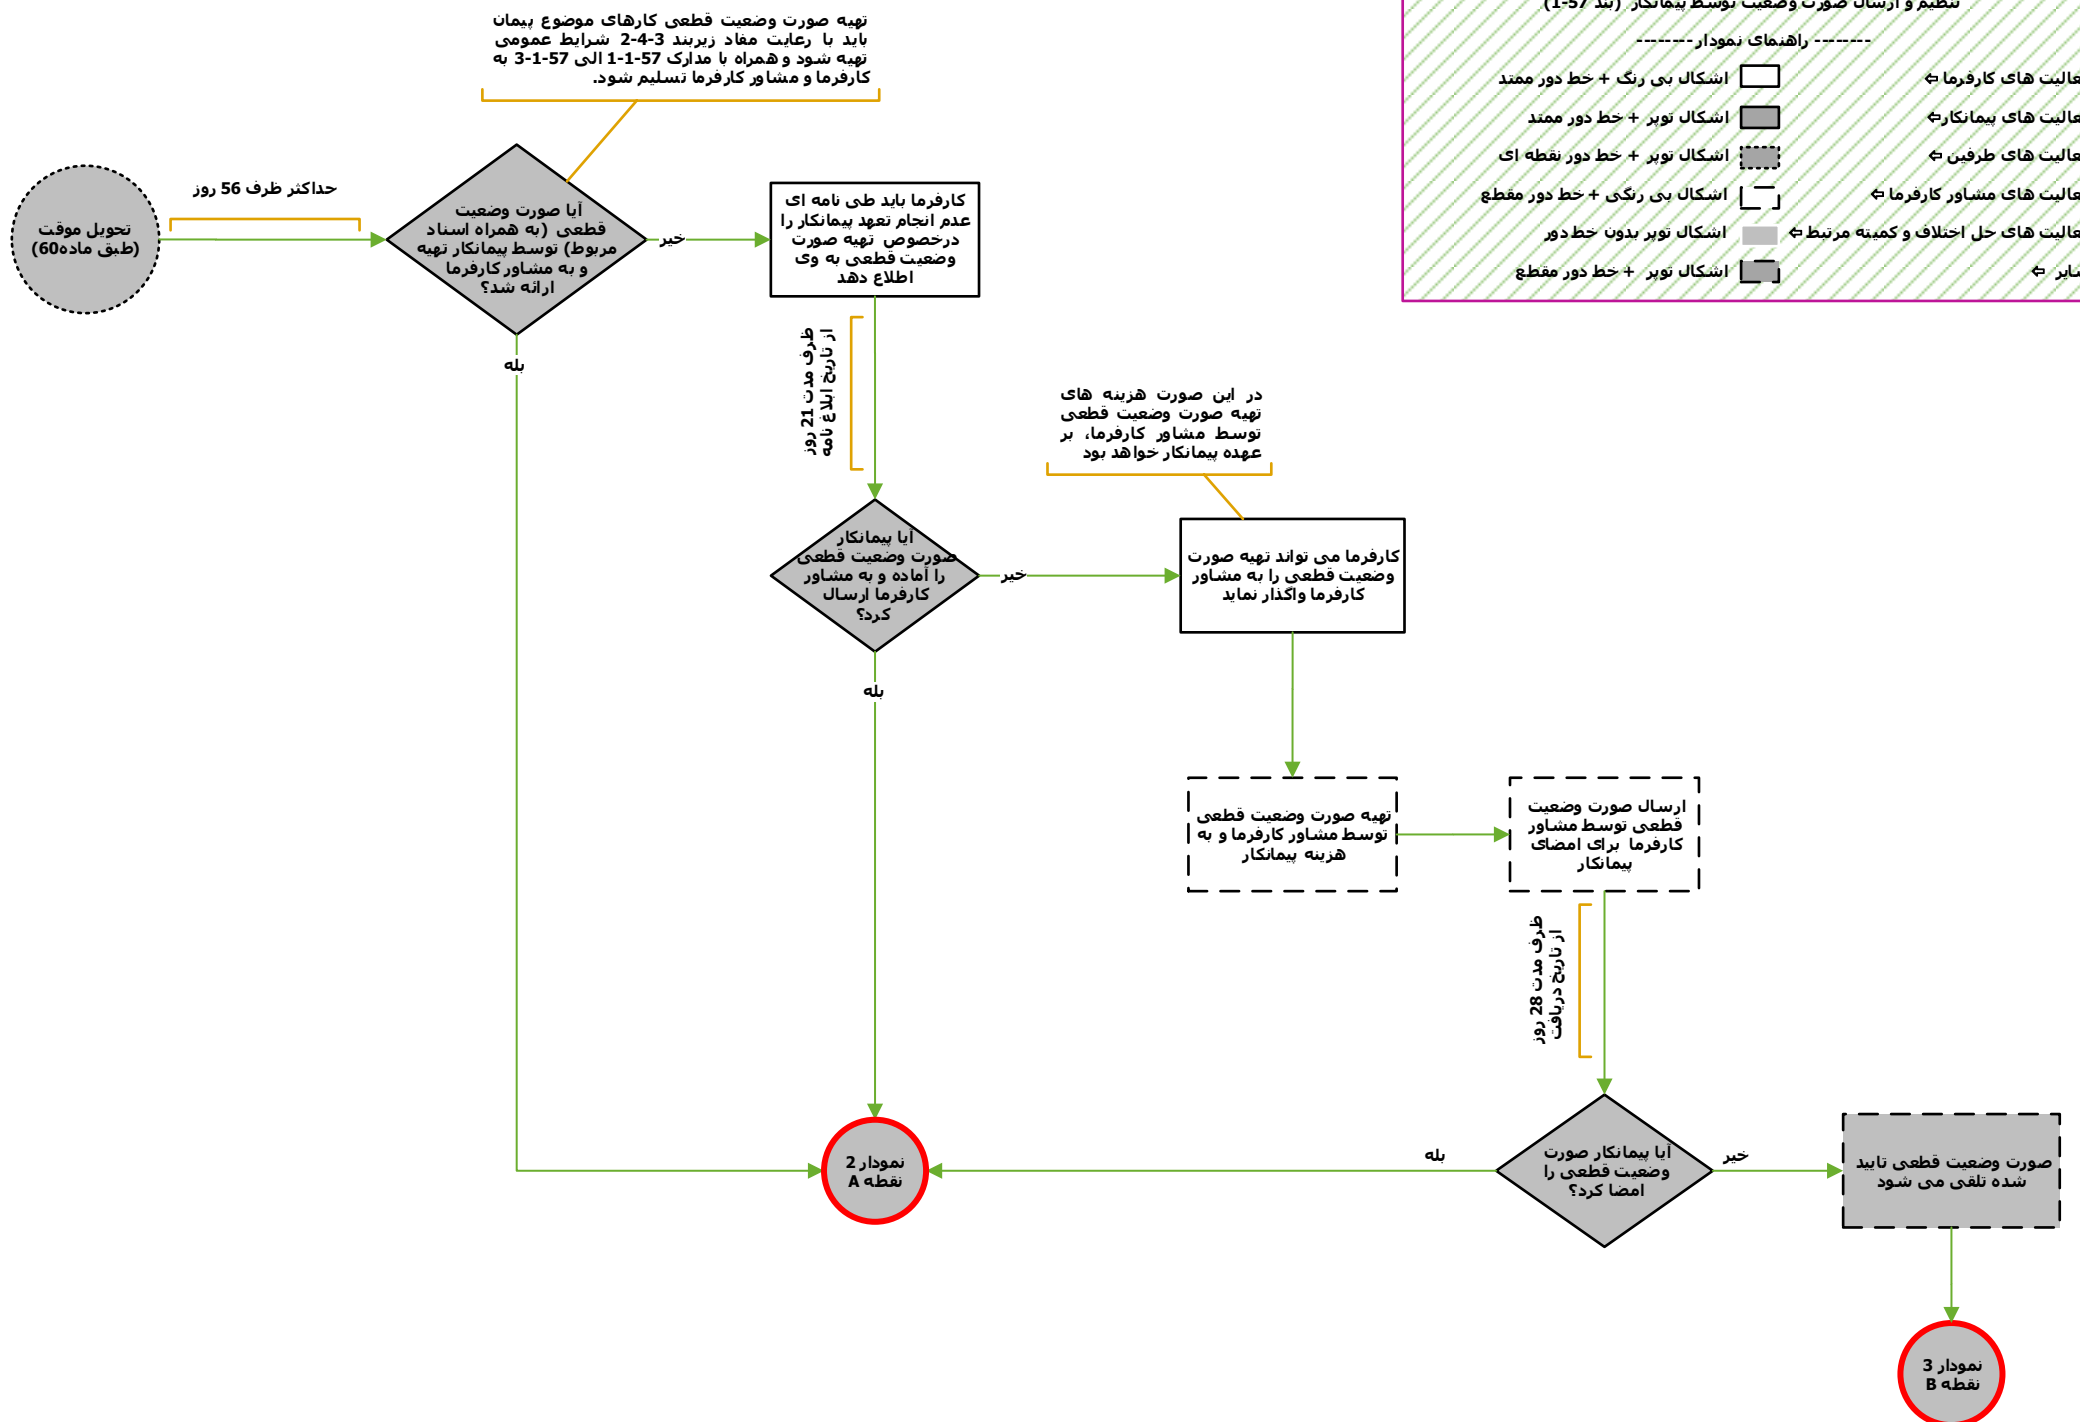 تهیه صورت وضعیت قطعی کارهای موضوع پیمان
باید با رعایت مفاد زیربند 3-4-2 شرایط عمومی
تهیه شود و همراه با مدارک 57-1-1 الی 57-1-3 به
کارفرما و مشاور کارفرما تسلیم شود.
تنظیم و ارسال صورت وضعیت توسط پیمانکار (بند 57-1)
-------- راهنمای نمودار --------
اشکال بی رنگ + خط دور ممتد
فعالیت های کارفرما ⇦
اشکال توپر + خط دور ممتد
فعالیت های پیمانکار⇦
اشکال توپر + خط دور نقطه ای
فعالیت های طرفین ⇦
اشکال بی رنگی + خط دور مقطع
فعالیت های مشاور کارفرما ⇦
اشکال توپر بدون خط دور
فعالیت های حل اختلاف و کمیته مرتبط ⇦
اشکال توپر + خط دور مقطع
سایر ⇦
تحویل موقت
(طبق ماده60)
حداکثر ظرف 56 روز
آیا صورت وضعیت
قطعی (به همراه اسناد
مربوط) توسط پیمانکار تهیه
و به مشاور کارفرما
ارائه شد؟
خیر
بله
کارفرما باید طی نامه ای
عدم انجام تعهد پیمانکار را
درخصوص تهیه صورت
وضعیت قطعی به وی
اطلاع دهد
ظرف مدت 21 روز
از تاریخ ابلاغ نامه
در این صورت هزینه های
تهیه صورت وضعیت قطعی
توسط مشاور کارفرما، بر
عهده پیمانکار خواهد بود
آیا پیمانکار
صورت وضعیت قطعی
را آماده و به مشاور
کارفرما ارسال
کرد؟
خیر
بله
کارفرما می تواند تهیه صورت
وضعیت قطعی را به مشاور
کارفرما واگذار نماید
تهیه صورت وضعیت قطعی
توسط مشاور کارفرما و به
هزینه پیمانکار
ارسال صورت وضعیت
قطعی توسط مشاور
کارفرما برای امضای
پیمانکار
ظرف مدت 28 روز
از تاریخ دریافت
آیا پیمانکار صورت
وضعیت قطعی را
امضا کرد؟
بله
خیر
صورت وضعیت قطعی تایید
شده تلقی می شود
نمودار 2
نقطه A
نمودار 3
نقطه B